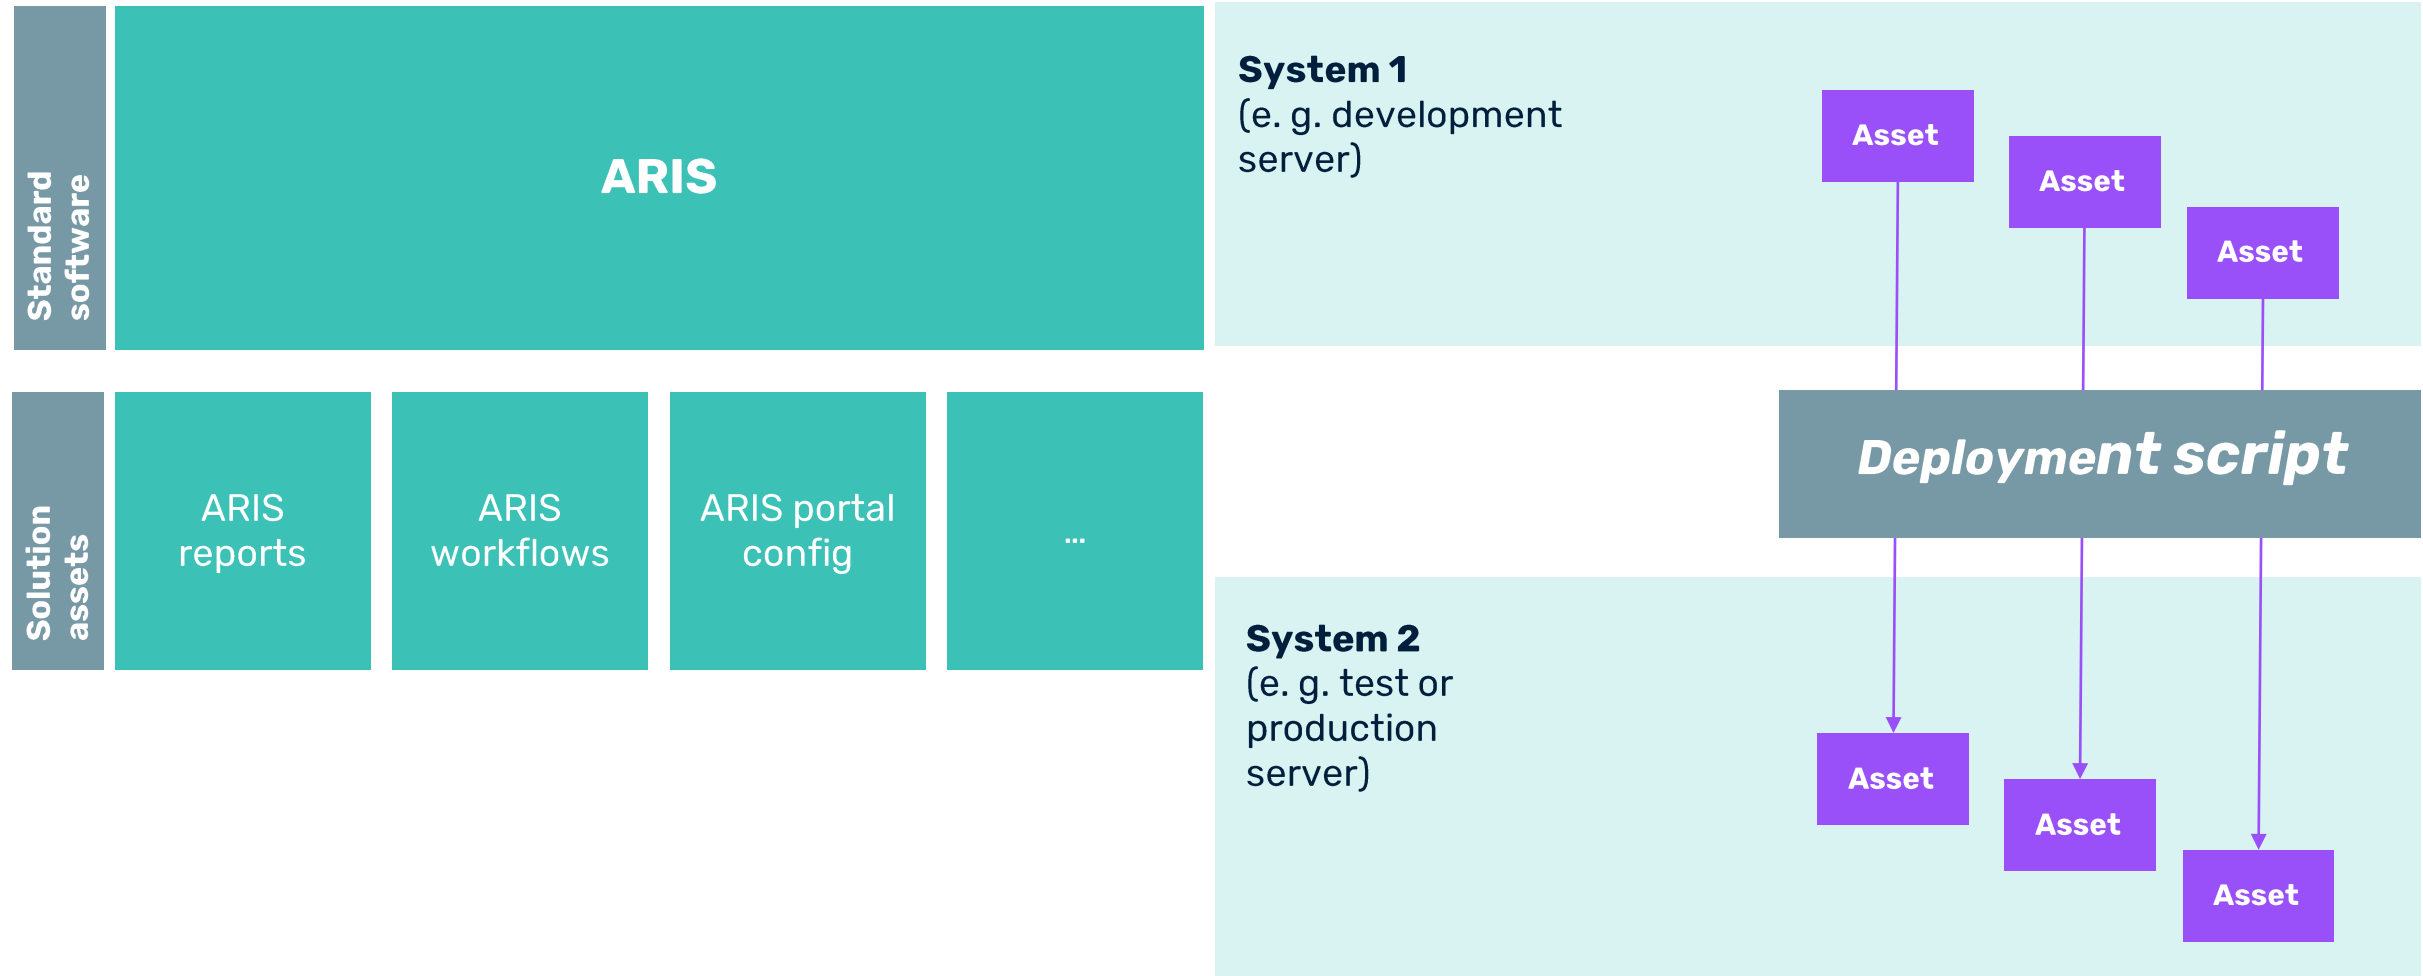 Standard
software
ARIS
Solution
assets
ARIS
reports
ARIS
workflows
ARIS portal
config
...
System 1
(e. g. development
server)
Asset
Asset
Asset
Deployment script
System 2
(e. g. test or
production
server)
Asset
Asset
Asset